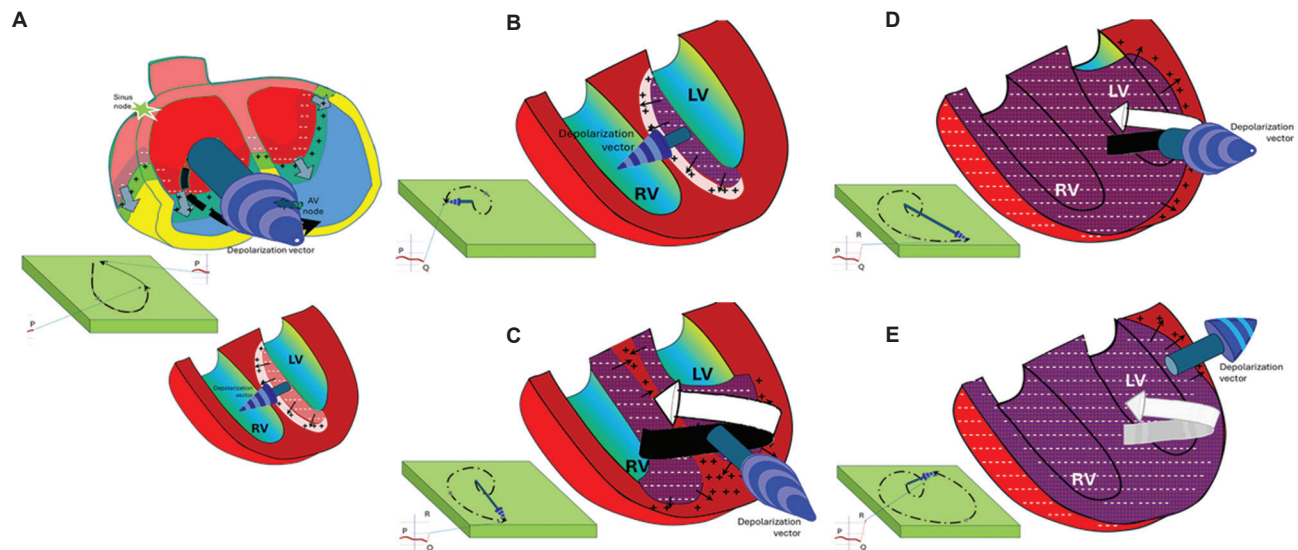 A
Sinus
node
AV
node
Depolarization vector
P
P
LV
Depolarization
vector
RV
B
LV
Depolarization
vector
RV
P
Q
C
LV
RV
Depolarization
vector
R
P
Q
D
LV
Depolarization
vector
RV
R
P
Q
E
LV
Depolarization
vector
RV
R
P
Q